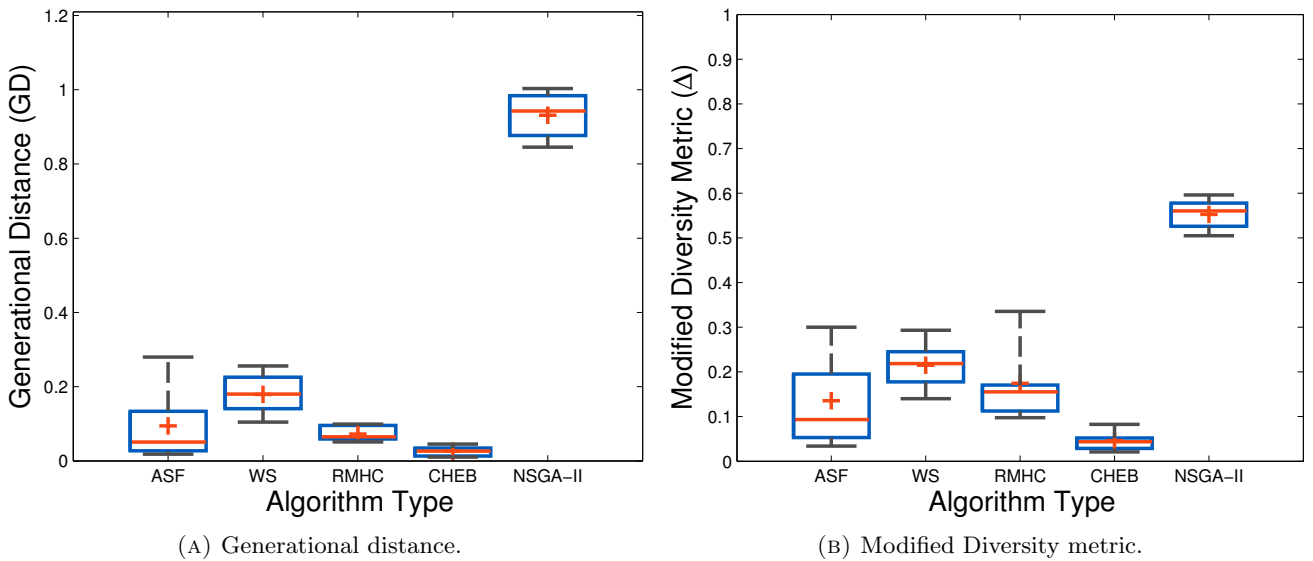 1.2
1
0.8
0.6
0.4
0.2
0
Generational Distance (GD)
ASF WS RMHC CHEB NSGA−II
Algorithm Type
(A) Generational distance.
1
0.9
0.8
0.7
0.6
0.5
0.4
0.3
0.2
0.1
0
Modified Diversity Metric (Δ)
ASF WS RMHC CHEB NSGA−II
Algorithm Type
(B) Modified Diversity metric.